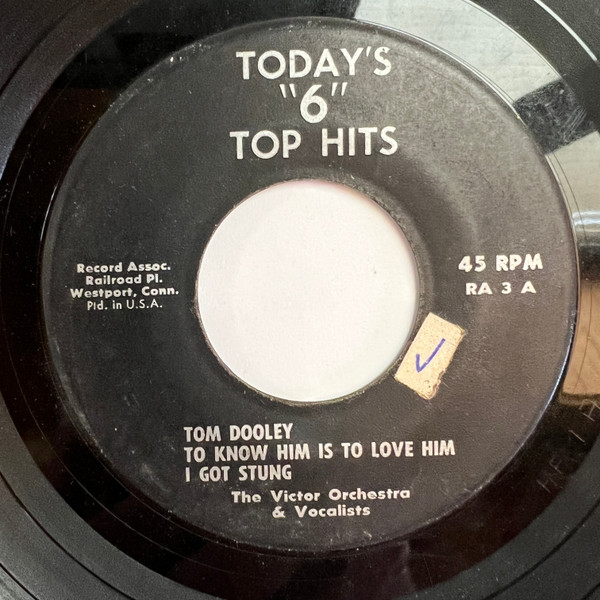 TODAY'S
"6"
TOP HITS
Record Assoc.
Railroad Pl.
Westport, Conn.
Ptd. in U.S.A.
45 RPM
RA 3 A
TOM DOOLEY
TO KNOW HIM IS TO LOVE HIM
I GOT STUNG
The Victor Orchestra
& Vocalists